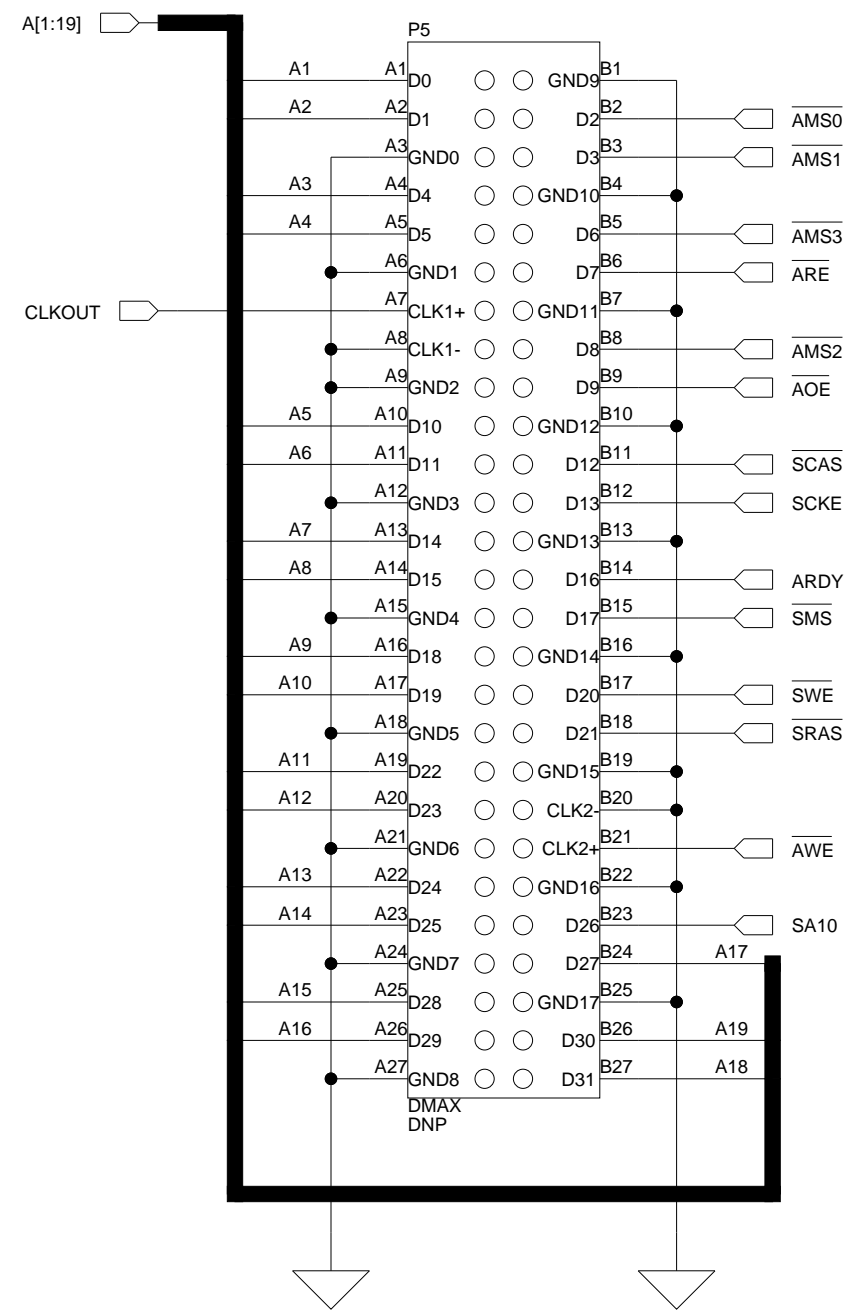 A[1:19]
P5
A1 A1 D0 GND9 B1
A2 A2 D1 D2 B2 AMS0
A3 GND0 D3 B3 AMS1
A3 A4 D4 GND10 B4
A4 A5 D5 D6 B5 AMS3
A6 GND1 D7 B6 ARE
CLKOUT A7 CLK1+ GND11 B7
A8 CLK1- D8 B8 AMS2
A9 GND2 D9 B9 AOE
A5 A10 D10 GND12 B10
A6 A11 D11 D12 B11 SCAS
A12 GND3 D13 B12 SCKE
A7 A13 D14 GND13 B13
A8 A14 D15 D16 B14 ARDY
A15 GND4 D17 B15 SMS
A9 A16 D18 GND14 B16
A10 A17 D19 D20 B17 SWE
A18 GND5 D21 B18 SRAS
A11 A19 D22 GND15 B19
A12 A20 D23 CLK2- B20
A21 GND6 CLK2+ B21 AWE
A13 A22 D24 GND16 B22
A14 A23 D25 D26 B23 SA10
A24 GND7 D27 B24 A17
A15 A25 D28 GND17 B25
A16 A26 D29 D30 B26 A19
A27 GND8 D31 B27 A18
DMAX
DNP